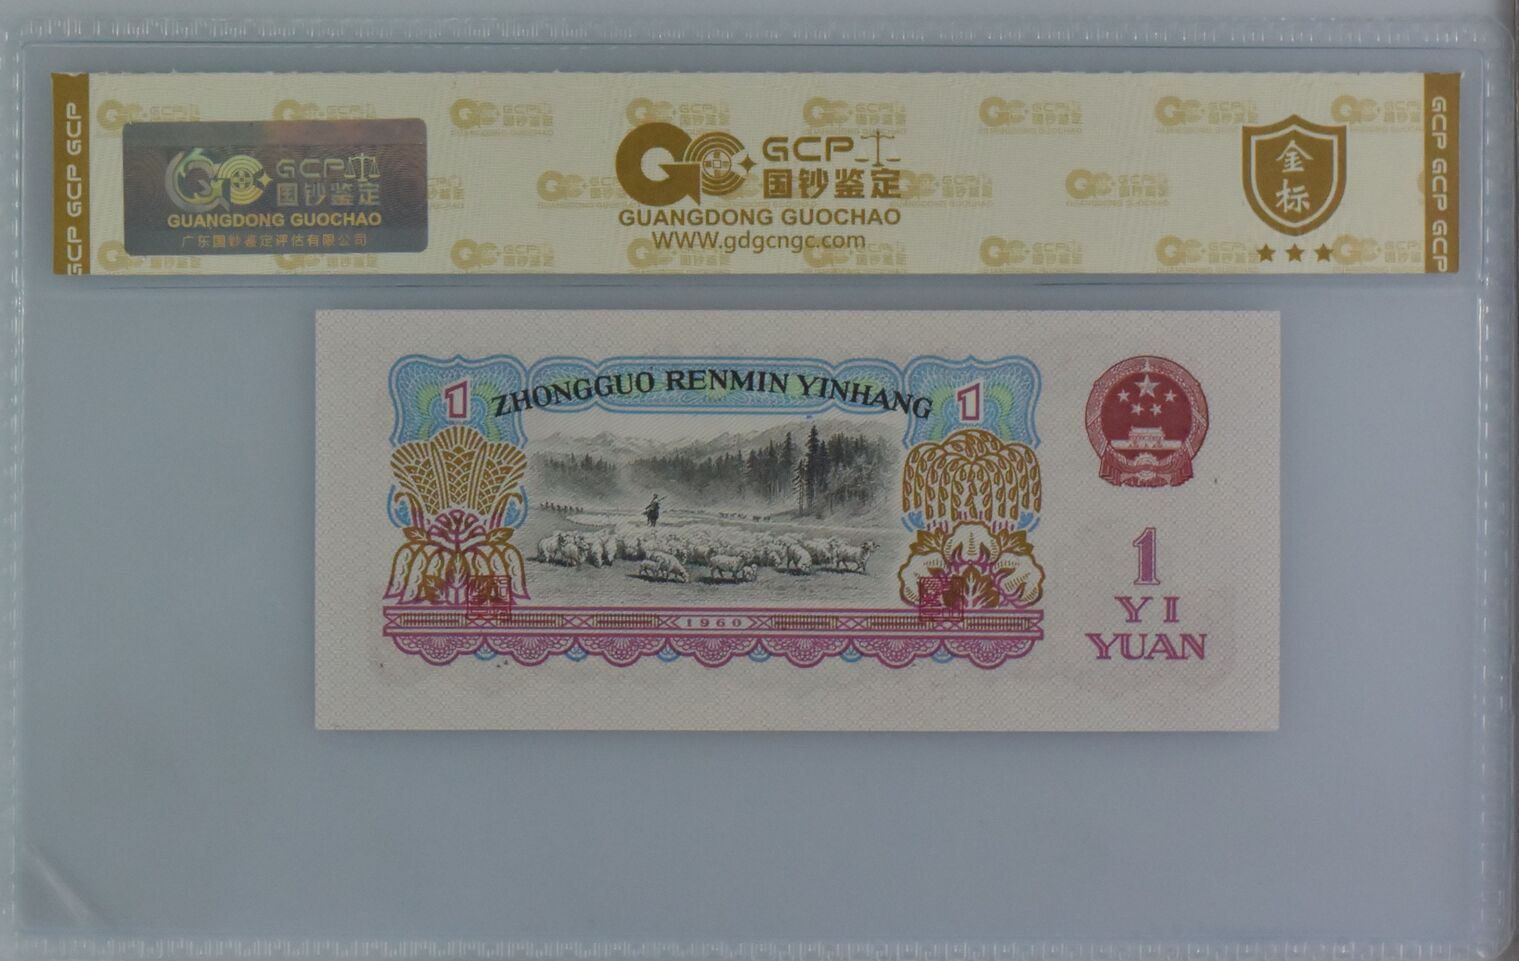 GCP GCP GCP
GCP
国钞鉴定
GUANGDONG GUOCHAO
广东国钞鉴定评估有限公司
GCP
国钞鉴定
GUANGDONG GUOCHAO
WWW.gdgcngc.com
金标
GCP GCP GCP
1 ZHONGGUO RENMIN YINHANG 1
1960
1
YI
YUAN